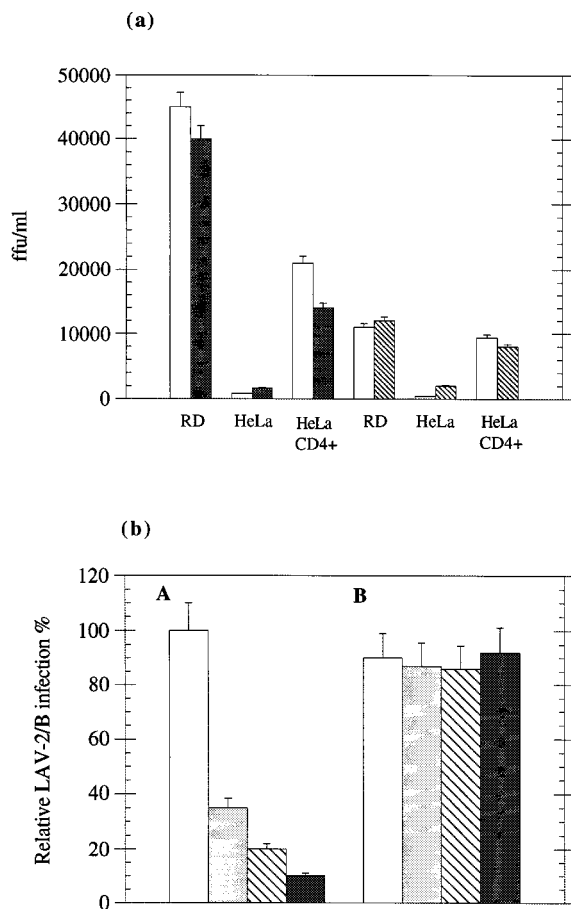 (a)
50000
40000
30000
20000
10000
0
ffu/ml
RD HeLa HeLa CD4+ RD HeLa HeLa CD4+
(b)
120
100
80
60
40
20
0
Relative LAV-2/B infection %
A B